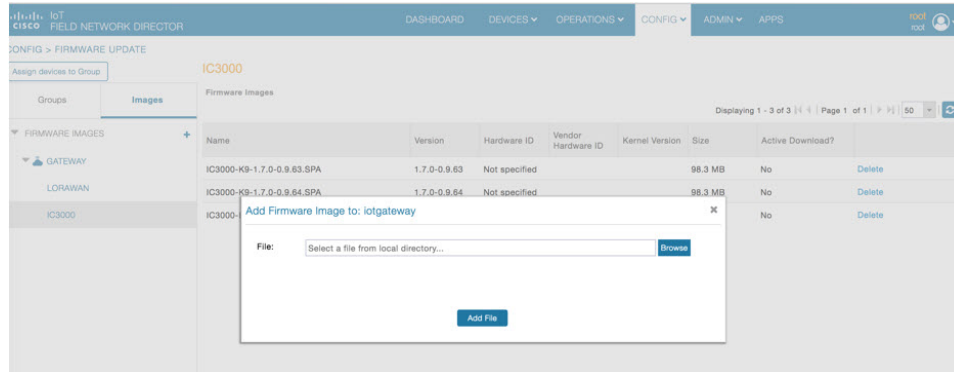 cisco IoT
FIELD NETWORK DIRECTOR
DASHBOARD DEVICES OPERATIONS CONFIG ADMIN APPS
root
root
CONFIG > FIRMWARE UPDATE
Assign devices to Group
IC3000
Groups Images
Firmware Images
Displaying 1 - 3 of 3 Page 1 of 1 50
FIRMWARE IMAGES +
Name Version Hardware ID Vendor Hardware ID Kernel Version Size Active Download?
GATEWAY
IC3000-K9-1.7.0-0.9.63.SPA 1.7.0-0.9.63 Not specified 98.3 MB No Delete
LORAWAN
IC3000-K9-1.7.0-0.9.64.SPA 1.7.0-0.9.64 Not specified 98.3 MB No Delete
IC3000
No Delete
Add Firmware Image to: iotgateway
File: Select a file from local directory... Browse
Add File